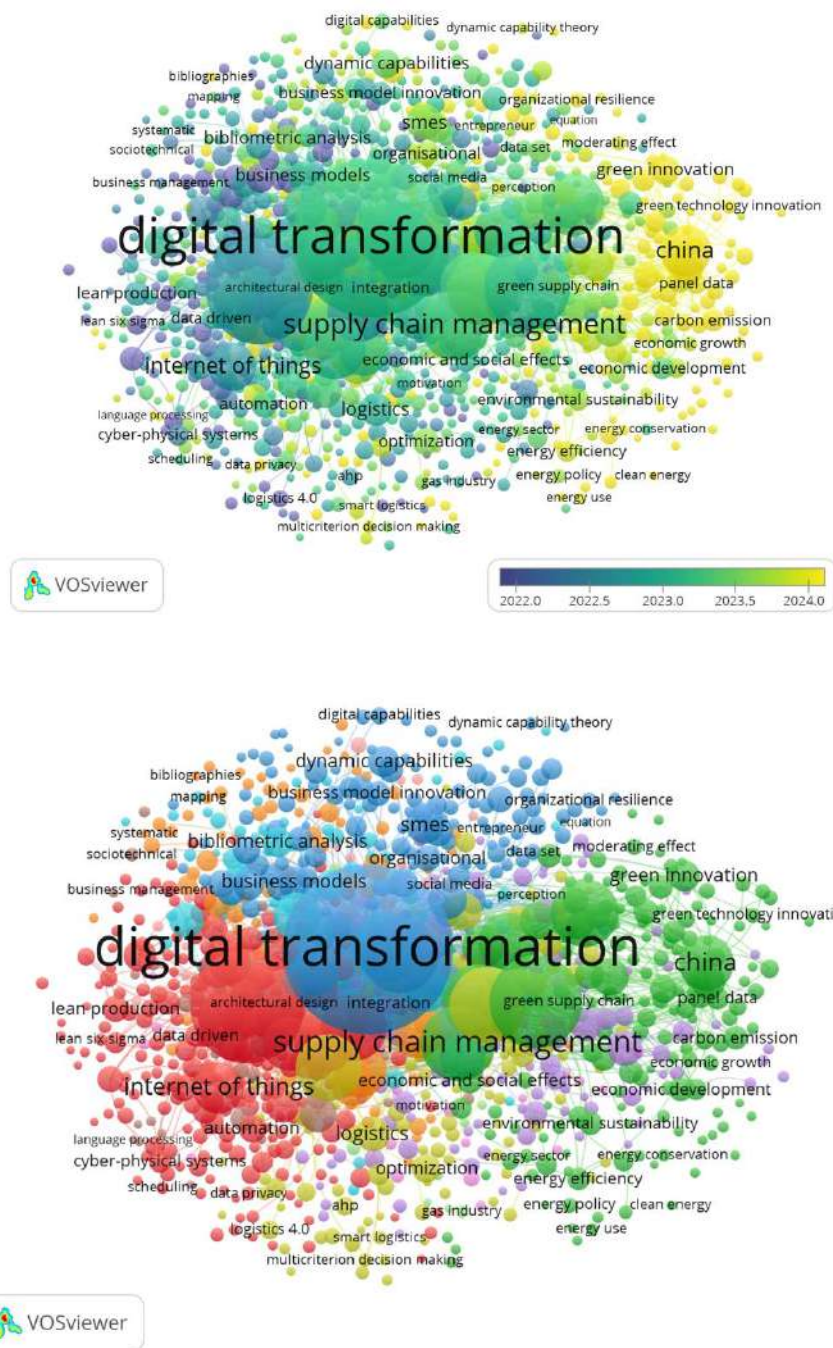 digital capabilities
dynamic capability theory
dynamic capabilities
bibliographies
mapping
business model innovation
organizational resilience
systematic
smes
entrepreneur
equation
sociotechnical
bibliometric analysis
organisational
data set
moderating effect
business management
business models
social media
perception
green innovation
green technology innovation
digital transformation
china
lean production
architectural design
integration
green supply chain
panel data
lean six sigma
data driven
supply chain management
carbon emission
economic growth
internet of things
economic and social effects
economic development
motivation
automation
logistics
environmental sustainability
language processing
cyber-physical systems
optimization
energy sector
energy conservation
scheduling
data privacy
energy efficiency
ahp
gas industry
energy policy
clean energy
logistics 4.0
smart logistics
energy use
multicriterion decision making
VOSviewer
2022.0 2022.5 2023.0 2023.5 2024.0
digital capabilities
dynamic capability theory
dynamic capabilities
bibliographies
mapping
business model innovation
organizational resilience
systematic
smes
entrepreneur
equation
sociotechnical
bibliometric analysis
organisational
data set
moderating effect
business management
business models
social media
perception
green innovation
green technology innovati
digital transformation
china
lean production
architectural design
integration
green supply chain
panel data
lean six sigma
data driven
supply chain management
carbon emission
economic growth
internet of things
economic and social effects
economic development
motivation
automation
logistics
environmental sustainability
language processing
cyber-physical systems
optimization
energy sector
energy conservation
scheduling
data privacy
energy efficiency
ahp
gas industry
energy policy
clean energy
logistics 4.0
smart logistics
energy use
multicriterion decision making
VOSviewer